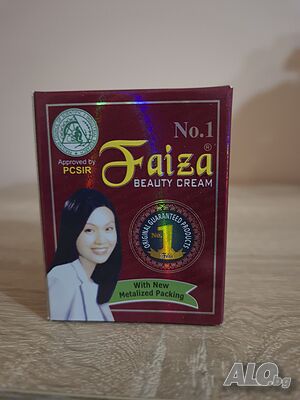 No.1
Approved by
PCSIR
Faiza®
BEAUTY CREAM
ORIGINAL GUARANTEED PRODUCTS
No. 1
Faiza
With New
Metalized Packing
ALO.bg